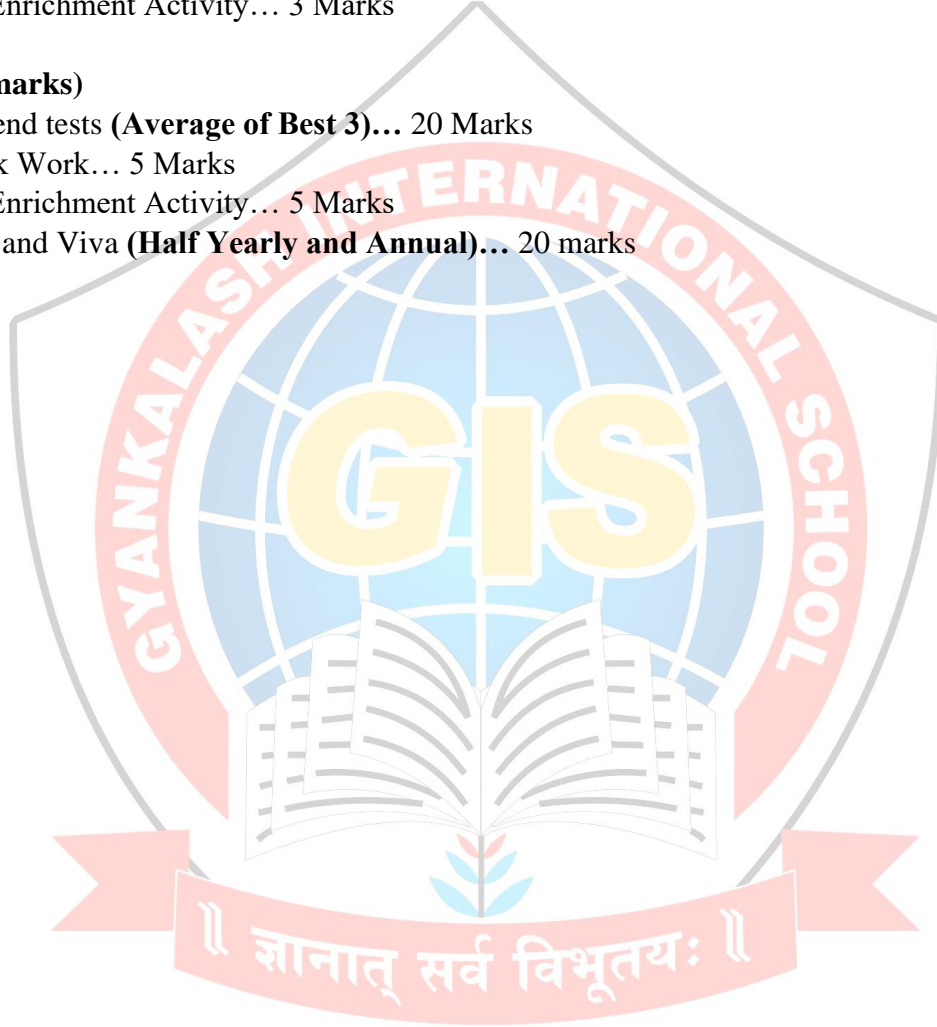 Enrichment Activity… 3 Marks
marks)
end tests (Average of Best 3)… 20 Marks
Work… 5 Marks
Enrichment Activity… 5 Marks
and Viva (Half Yearly and Annual)… 20 marks
GYANKALASH INTERNATIONAL SCHOOL
GIS
॥ ज्ञानात् सर्व विभूतयः ॥